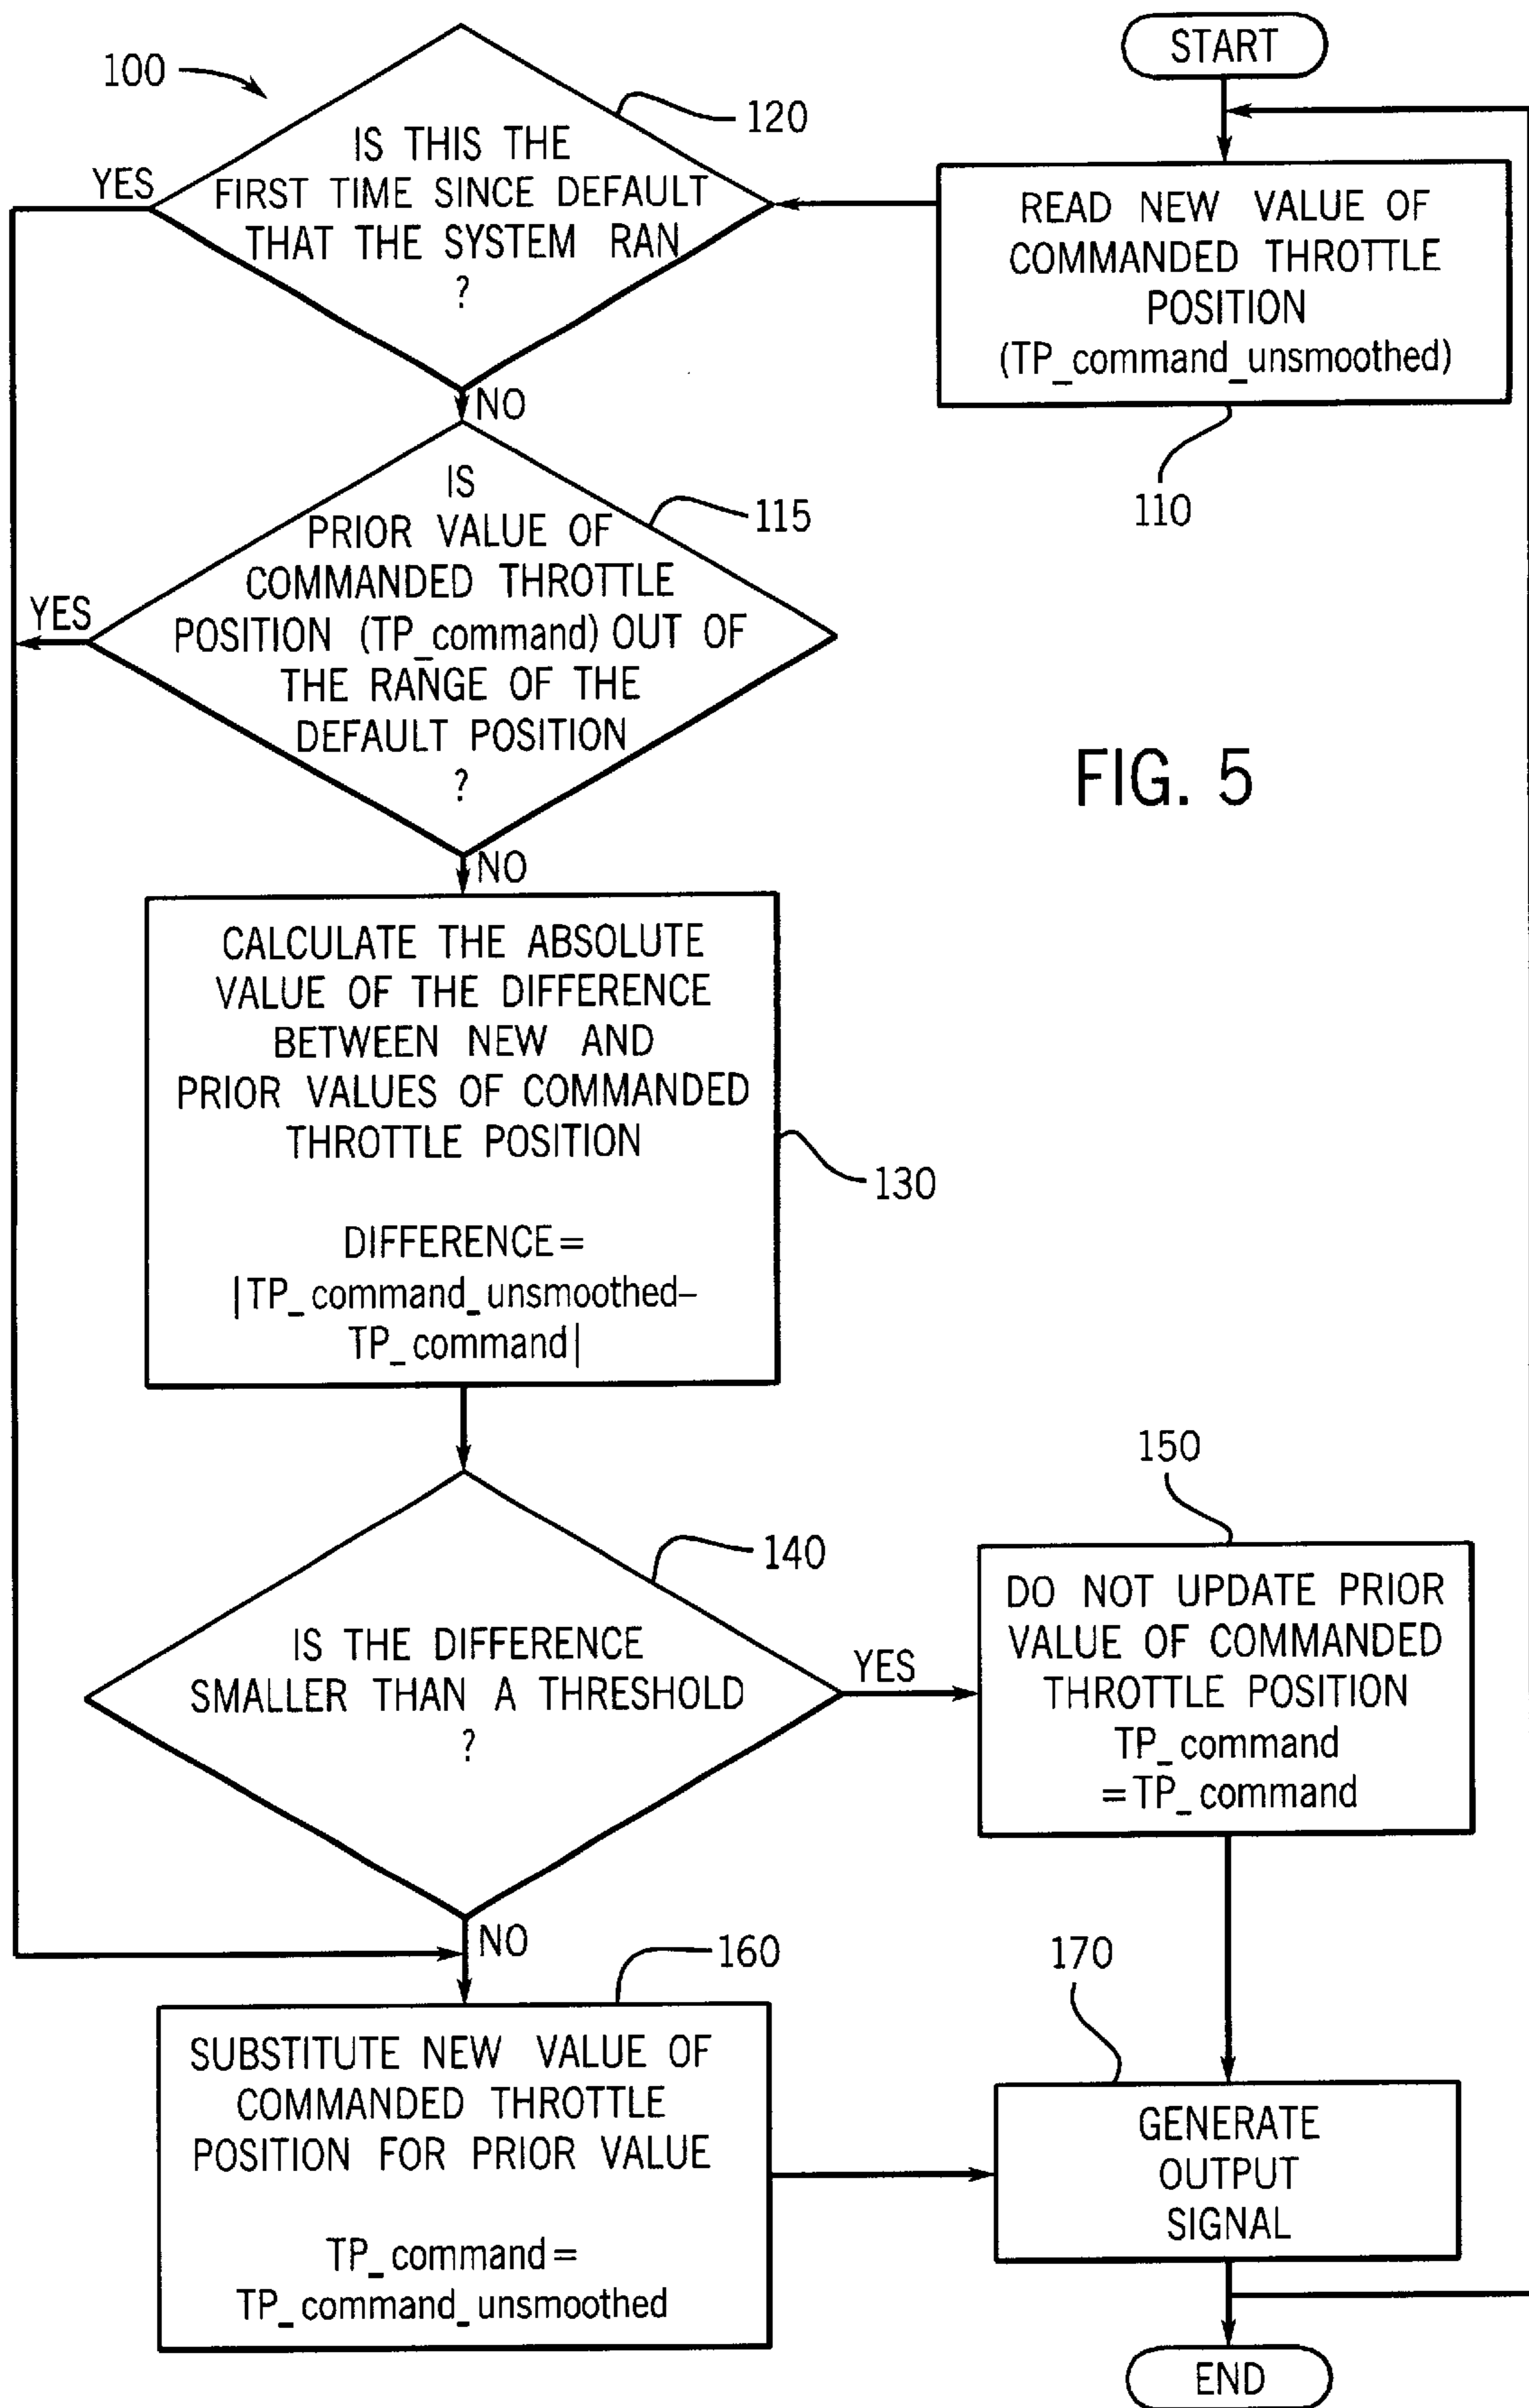 START
READ NEW VALUE OF
COMMANDED THROTTLE
POSITION
(TP_command_unsmoothed)
110
100
120
IS THIS THE
FIRST TIME SINCE DEFAULT
THAT THE SYSTEM RAN
?
YES
NO
115
IS
PRIOR VALUE OF
COMMANDED THROTTLE
POSITION (TP_command) OUT OF
THE RANGE OF THE
DEFAULT POSITION
?
YES
NO
FIG. 5
CALCULATE THE ABSOLUTE
VALUE OF THE DIFFERENCE
BETWEEN NEW AND
PRIOR VALUES OF COMMANDED
THROTTLE POSITION
DIFFERENCE=
|TP_command_unsmoothed–
TP_command|
130
140
IS THE DIFFERENCE
SMALLER THAN A THRESHOLD
?
YES
NO
150
DO NOT UPDATE PRIOR
VALUE OF COMMANDED
THROTTLE POSITION
TP_command
=TP_command
160
SUBSTITUTE NEW VALUE OF
COMMANDED THROTTLE
POSITION FOR PRIOR VALUE
TP_command=
TP_command_unsmoothed
170
GENERATE
OUTPUT
SIGNAL
END